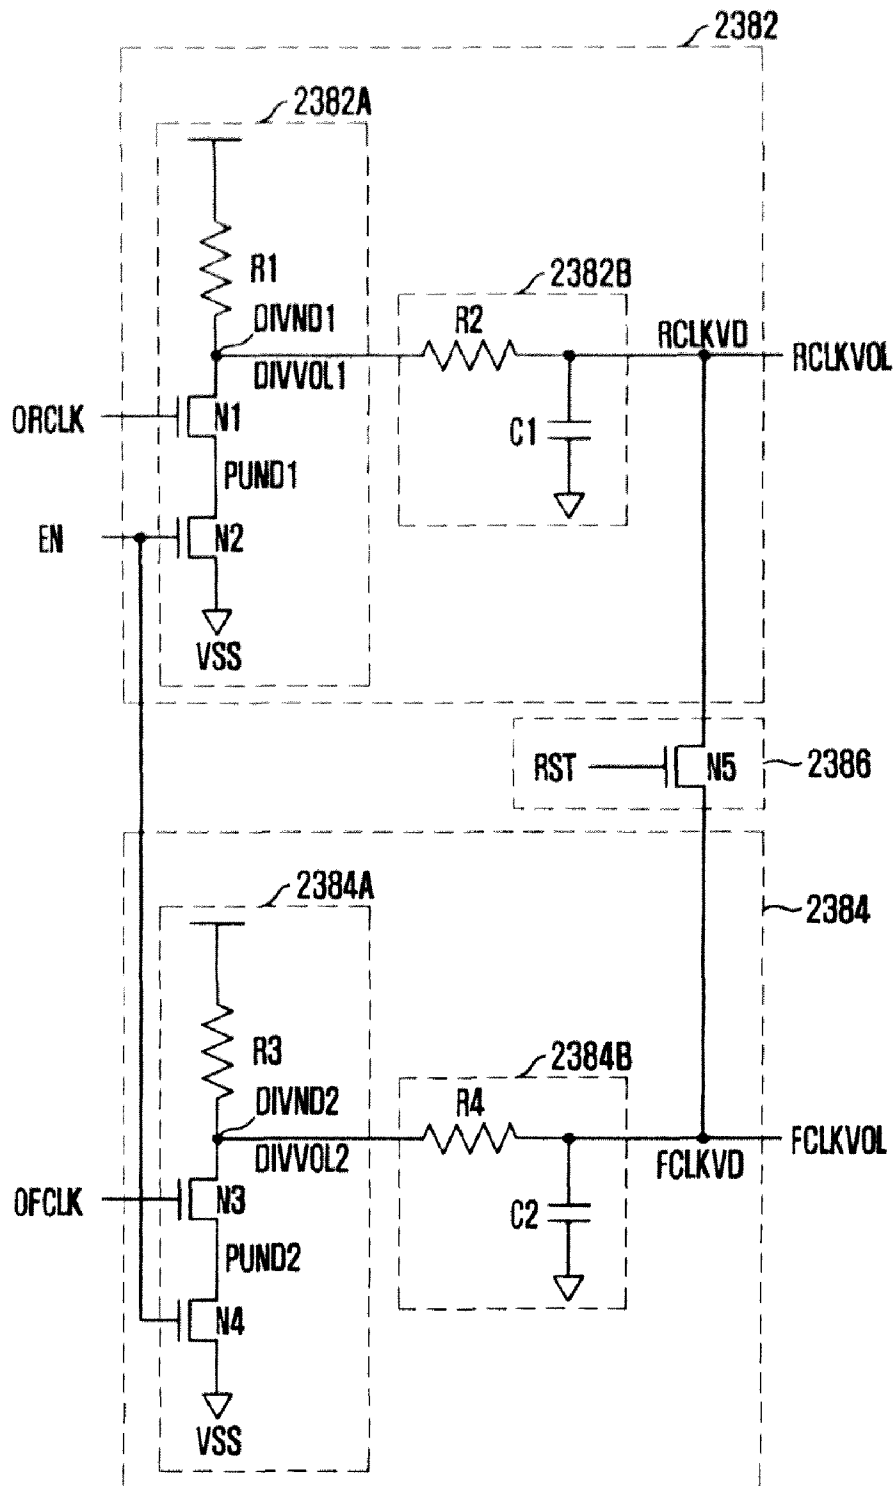 2382
2382A
R1
2382B
DIVND1
R2
RCLKVD
DIVVOL1
RCLKVOL
ORCLK
N1
C1
PUND1
EN
N2
VSS
RST
N5
2386
2384A
2384
R3
2384B
DIVND2
R4
DIVVOL2
FCLKVD
FCLKVOL
OFCLK
N3
C2
PUND2
N4
VSS